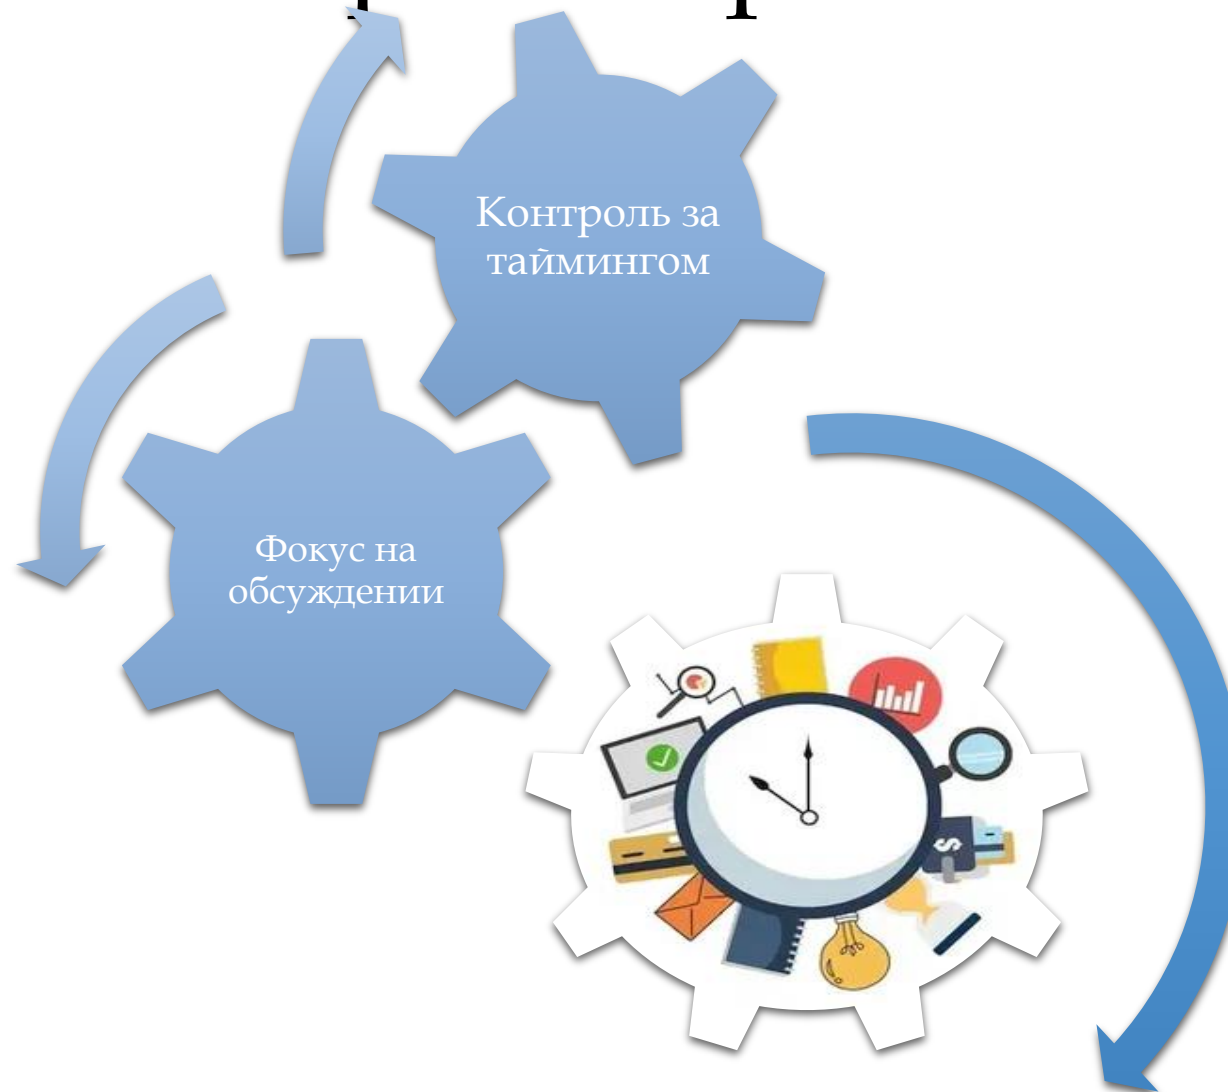 Контроль за
таймингом
Фокус на
обсуждении
$